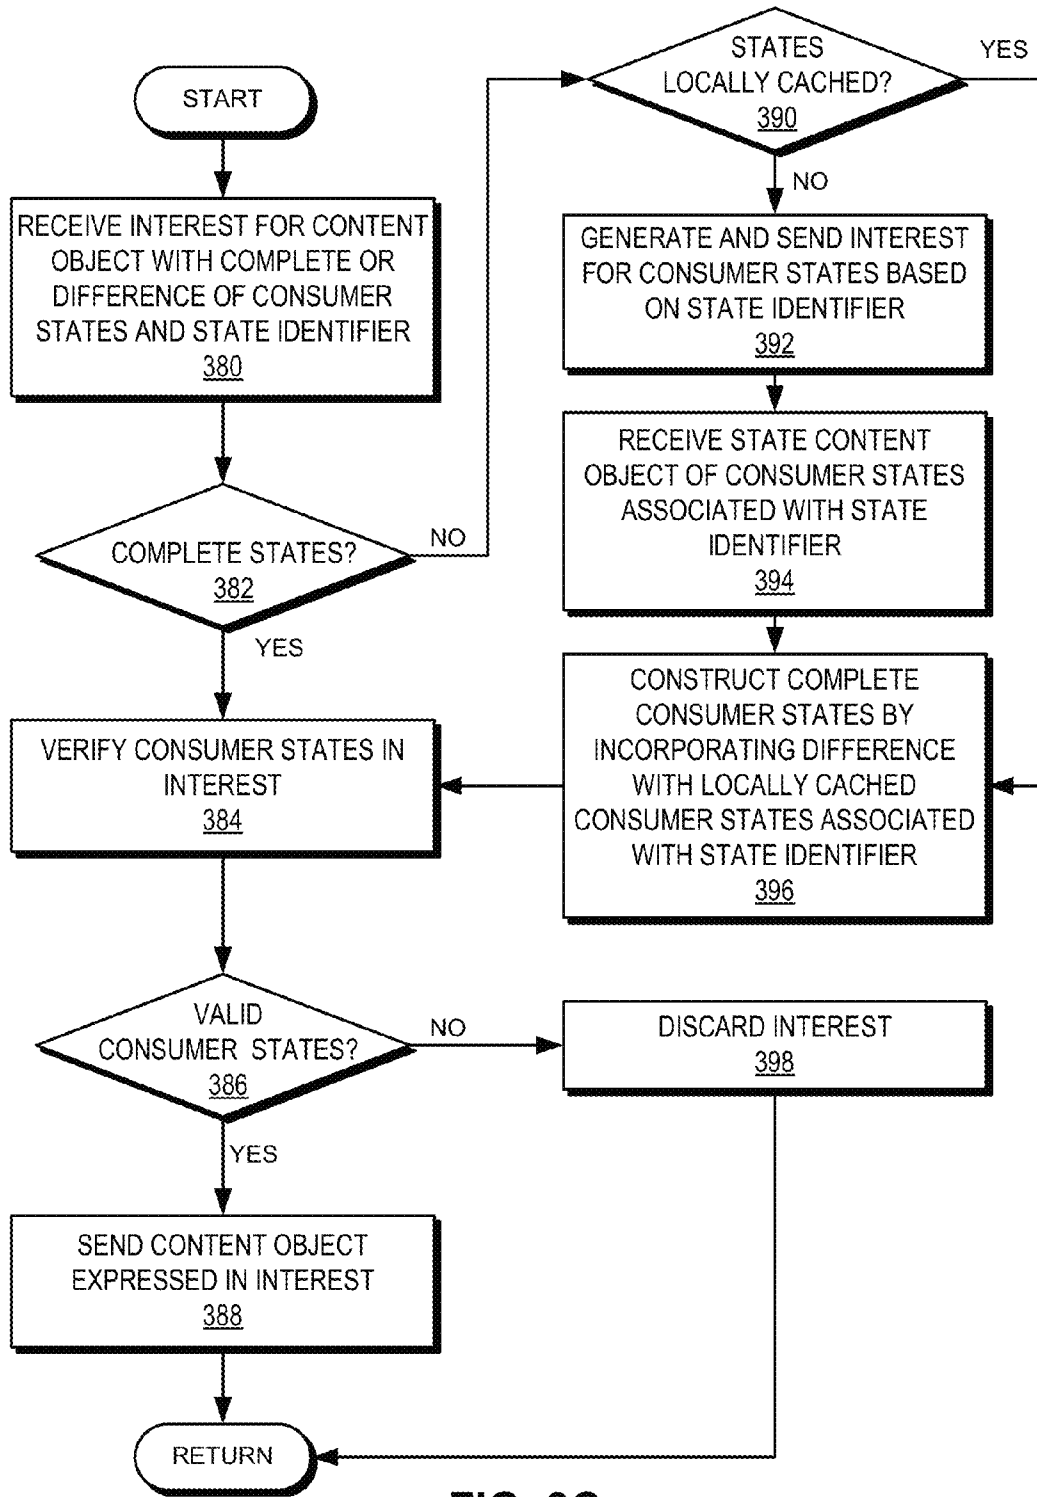 START
RECEIVE INTEREST FOR CONTENT
OBJECT WITH COMPLETE OR
DIFFERENCE OF CONSUMER
STATES AND STATE IDENTIFIER
380
COMPLETE STATES?
382
NO
YES
VERIFY CONSUMER STATES IN
INTEREST
384
VALID
CONSUMER STATES?
386
NO
YES
SEND CONTENT OBJECT
EXPRESSED IN INTEREST
388
RETURN
STATES
LOCALLY CACHED?
390
YES
NO
GENERATE AND SEND INTEREST
FOR CONSUMER STATES BASED
ON STATE IDENTIFIER
392
RECEIVE STATE CONTENT
OBJECT OF CONSUMER STATES
ASSOCIATED WITH STATE
IDENTIFIER
394
CONSTRUCT COMPLETE
CONSUMER STATES BY
INCORPORATING DIFFERENCE
WITH LOCALLY CACHED
CONSUMER STATES ASSOCIATED
WITH STATE IDENTIFIER
396
DISCARD INTEREST
398